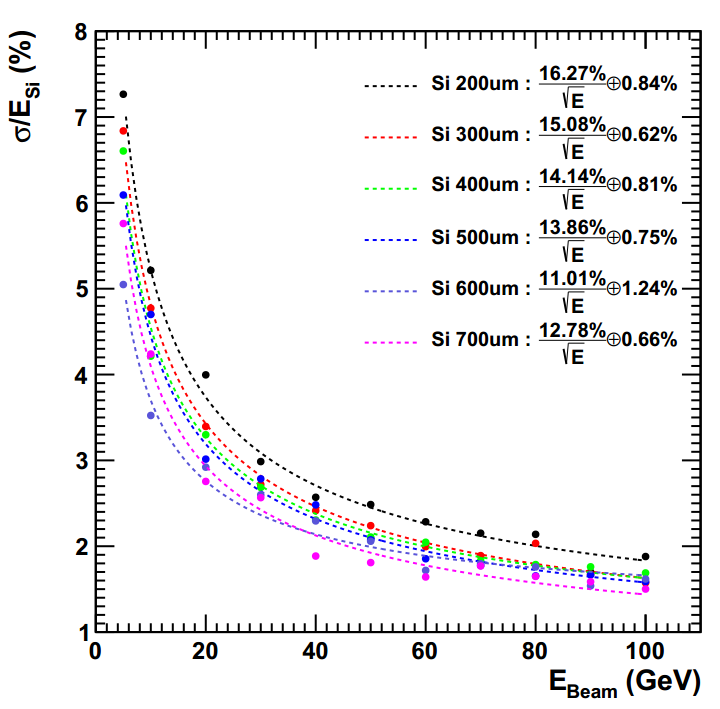 σ/E_Si (%)
8
7
6
5
4
3
2
1
Si 200um : 16.27%/√E ⊕0.84%
Si 300um : 15.08%/√E ⊕0.62%
Si 400um : 14.14%/√E ⊕0.81%
Si 500um : 13.86%/√E ⊕0.75%
Si 600um : 11.01%/√E ⊕1.24%
Si 700um : 12.78%/√E ⊕0.66%
0 20 40 60 80 100
E_Beam (GeV)